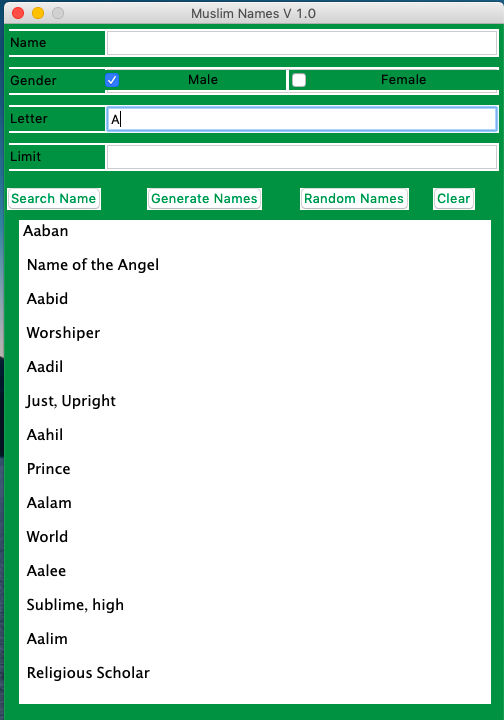 Muslim Names V 1.0
Name
Gender Male Female
Letter A
Limit
Search Name Generate Names Random Names Clear
Aaban
Name of the Angel
Aabid
Worshiper
Aadil
Just, Upright
Aahil
Prince
Aalam
World
Aalee
Sublime, high
Aalim
Religious Scholar